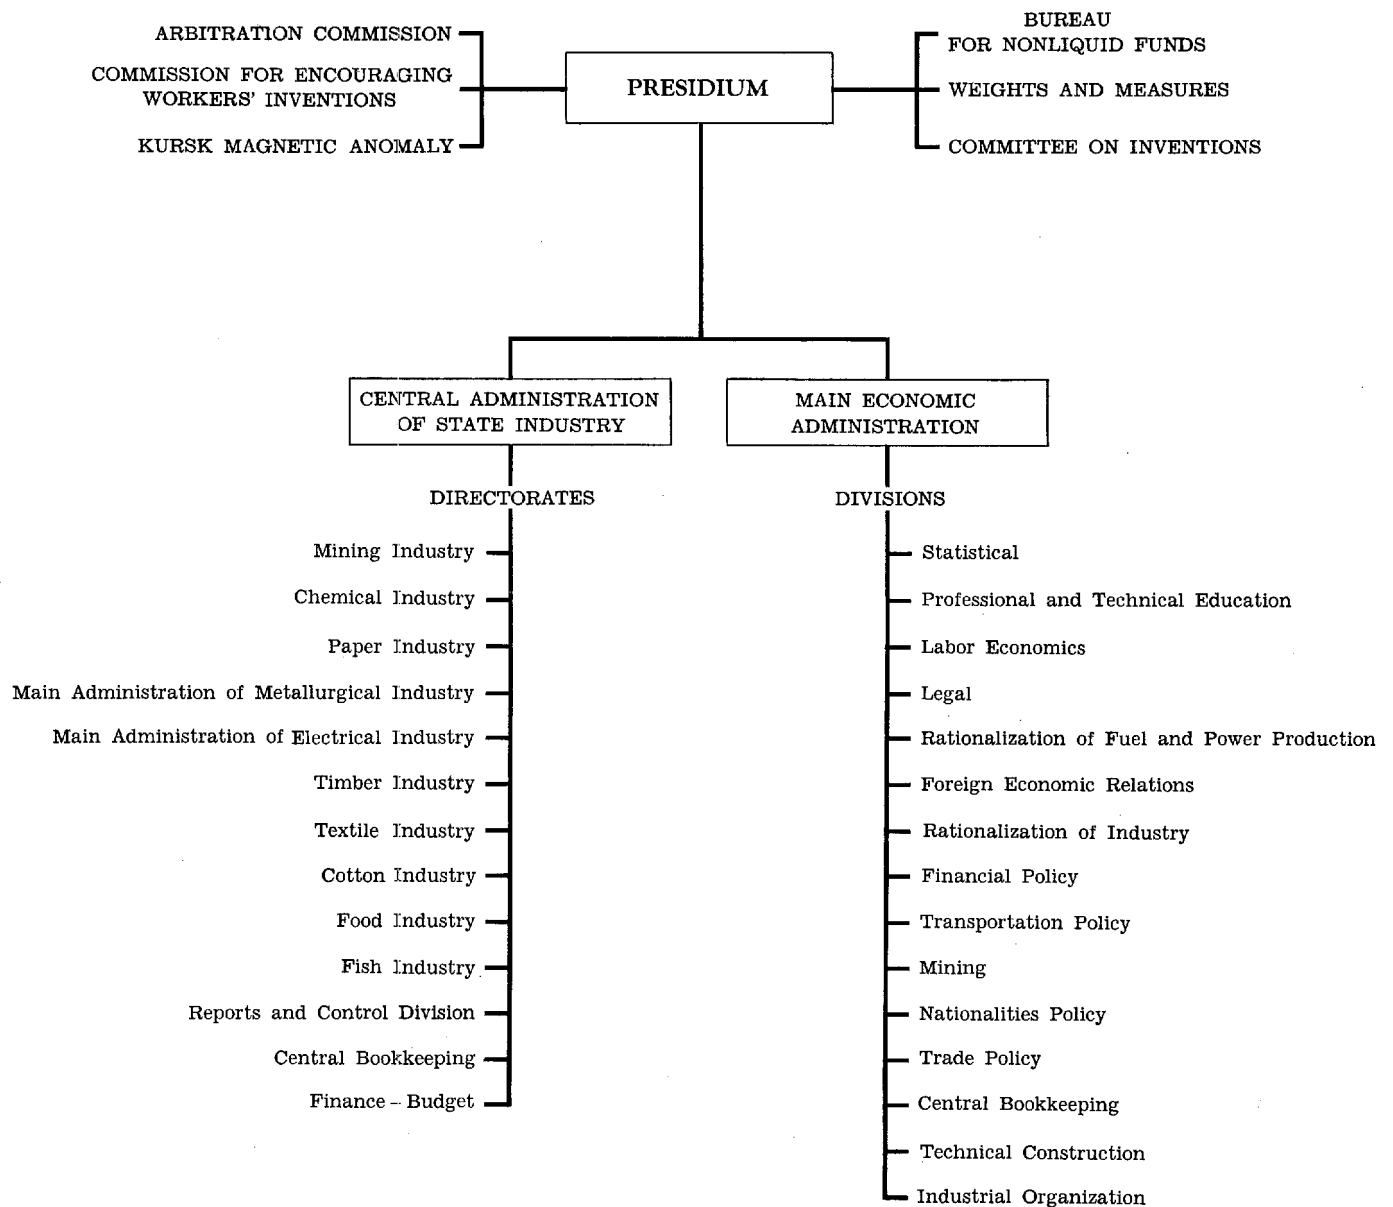 ARBITRATION COMMISSION
COMMISSION FOR ENCOURAGING
WORKERS' INVENTIONS
KURSK MAGNETIC ANOMALY
PRESIDIUM
BUREAU
FOR NONLIQUID FUNDS
WEIGHTS AND MEASURES
COMMITTEE ON INVENTIONS
CENTRAL ADMINISTRATION
OF STATE INDUSTRY
DIRECTORATES
Mining Industry
Chemical Industry
Paper Industry
Main Administration of Metallurgical Industry
Main Administration of Electrical Industry
Timber Industry
Textile Industry
Cotton Industry
Food Industry
Fish Industry
Reports and Control Division
Central Bookkeeping
Finance – Budget
MAIN ECONOMIC
ADMINISTRATION
DIVISIONS
Statistical
Professional and Technical Education
Labor Economics
Legal
Rationalization of Fuel and Power Production
Foreign Economic Relations
Rationalization of Industry
Financial Policy
Transportation Policy
Mining
Nationalities Policy
Trade Policy
Central Bookkeeping
Technical Construction
Industrial Organization